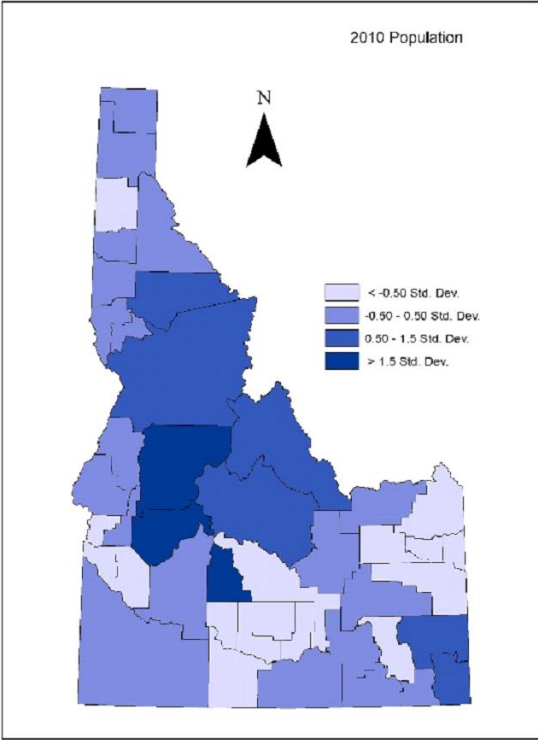 2010 Population
N
< -0.50 Std. Dev.
-0.50 - 0.50 Std. Dev.
0.50 - 1.5 Std. Dev.
> 1.5 Std. Dev.